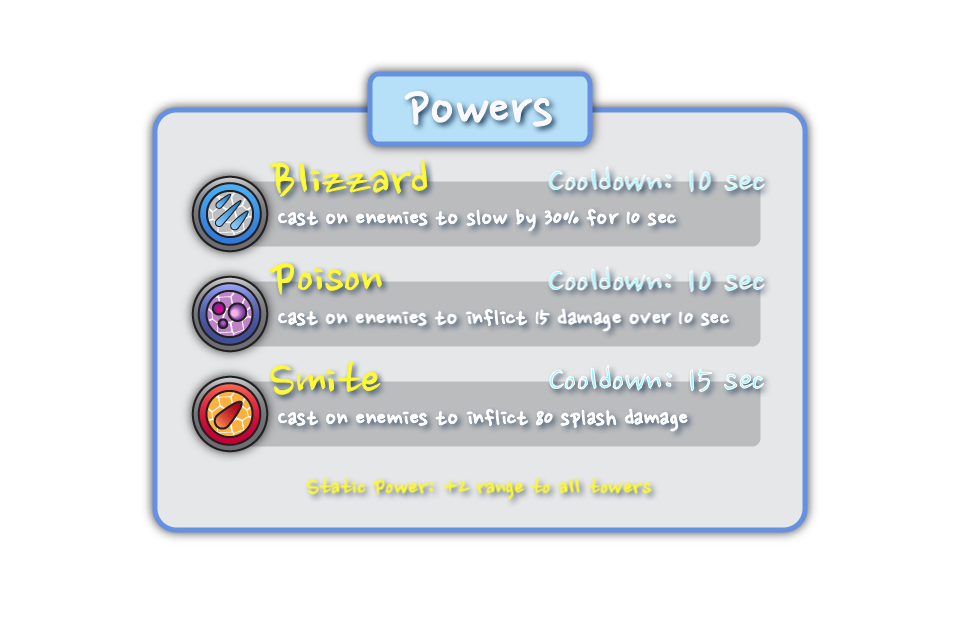 Powers
Blizzard
Cooldown: 10 sec
Cast on enemies to slow by 30% for 10 sec
Poison
Cooldown: 10 sec
Cast on enemies to inflict 15 damage over 10 sec
Smite
Cooldown: 15 sec
Cast on enemies to inflict 80 splash damage
Static Power: +2 range to all towers